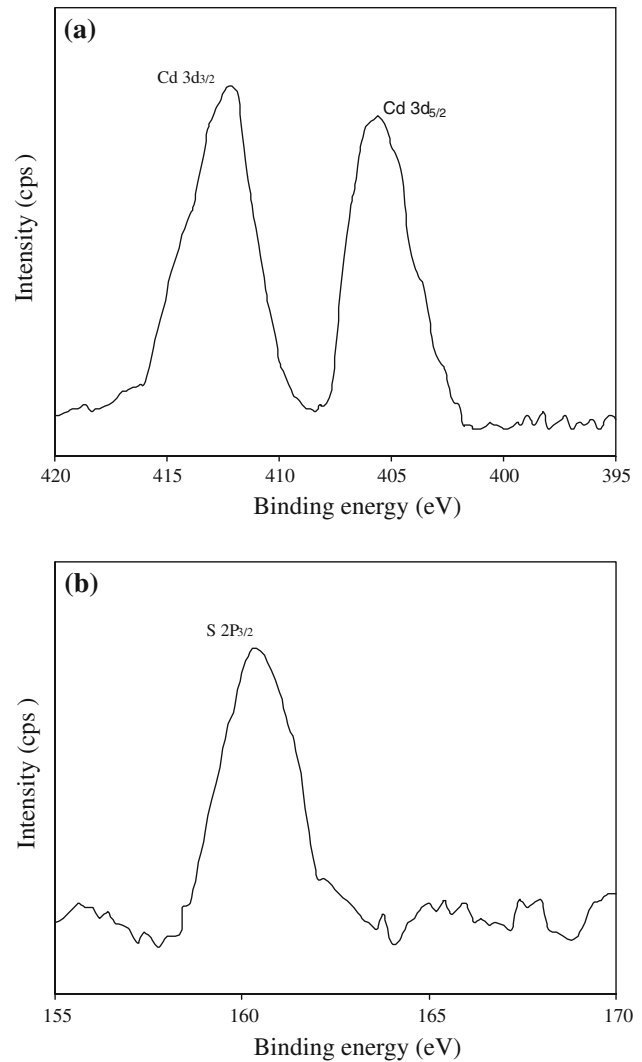 (a)
Cd 3d3/2
Cd 3d5/2
Intensity (cps)
420 415 410 405 400 395
Binding energy (eV)
(b)
S 2P3/2
Intensity (cps)
155 160 165 170
Binding energy (eV)